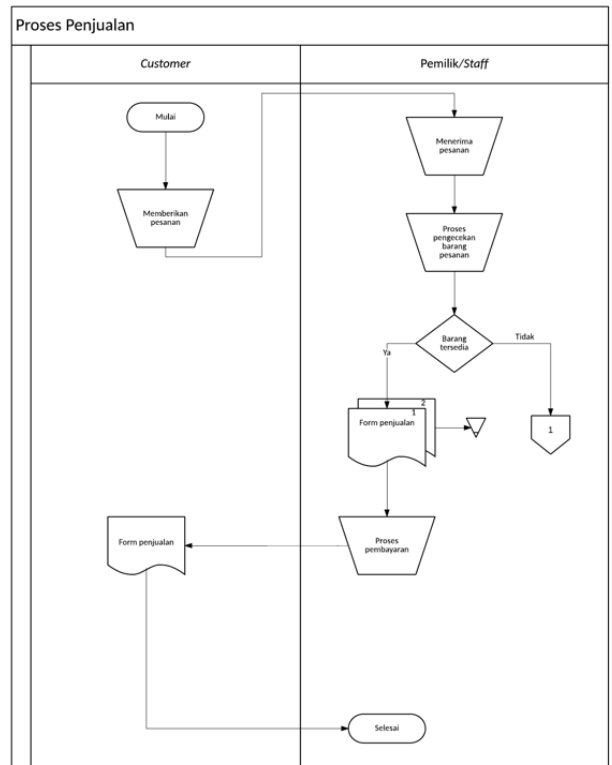 Proses Penjualan
Customer
Pemilik/Staff
Mulai
Menerima
pesanan
Memberikan
pesanan
Proses
pengecekan
barang
pesanan
Barang
tersedia
Tidak
Ya
2
1
Form penjualan
1
Form penjualan
Proses
pembayaran
Selesai